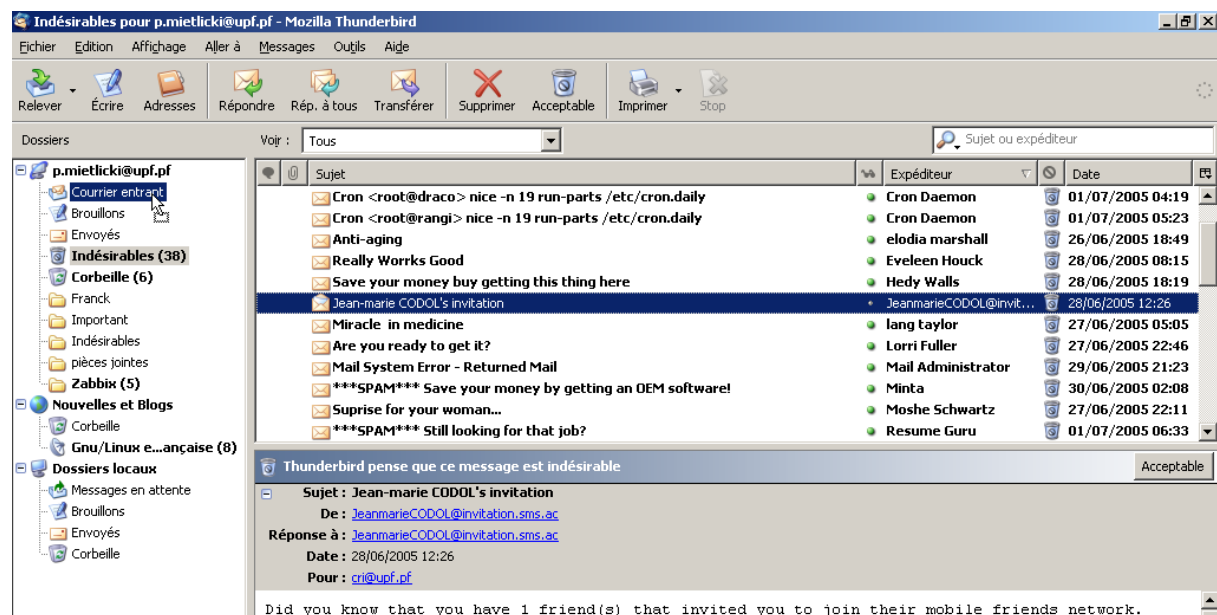 Indésirables pour p.mietlicki@upf.pf - Mozilla Thunderbird
Fichier Edition Affichage Aller à Messages Outils Aide
Relever Écrire Adresses Répondre Rép. à tous Transférer Supprimer Acceptable Imprimer Stop
Dossiers Voir : Tous Sujet ou expéditeur
p.mietlicki@upf.pf
Courrier entrant
Brouillons
Envoyés
Indésirables (38)
Corbeille (6)
Franck
Important
Indésirables
pièces jointes
Zabbix (5)
Nouvelles et Blogs
Corbeille
Gnu/Linux e...ançaise (8)
Dossiers locaux
Messages en attente
Brouillons
Envoyés
Corbeille
Sujet Expéditeur Date
Cron <root@draco> nice -n 19 run-parts /etc/cron.daily Cron Daemon 01/07/2005 04:19
Cron <root@rangi> nice -n 19 run-parts /etc/cron.daily Cron Daemon 01/07/2005 05:23
Anti-aging elodia marshall 26/06/2005 18:49
Really Worrks Good Eveleen Houck 28/06/2005 08:15
Save your money buy getting this thing here Hedy Walls 28/06/2005 18:19
Jean-marie CODOL's invitation JeanmarieCODOL@invit... 28/06/2005 12:26
Miracle in medicine lang taylor 27/06/2005 05:05
Are you ready to get it? Lorri Fuller 27/06/2005 22:46
Mail System Error - Returned Mail Mail Administrator 29/06/2005 21:23
***SPAM*** Save your money by getting an OEM software! Minta 30/06/2005 02:08
Suprise for your woman... Moshe Schwartz 27/06/2005 22:11
***SPAM*** Still looking for that job? Resume Guru 01/07/2005 06:33
Thunderbird pense que ce message est indésirable Acceptable
Sujet : Jean-marie CODOL's invitation
De : JeanmarieCODOL@invitation.sms.ac
Réponse à : JeanmarieCODOL@invitation.sms.ac
Date : 28/06/2005 12:26
Pour : cri@upf.pf
Did you know that you have 1 friend(s) that invited you to join their mobile friends network.